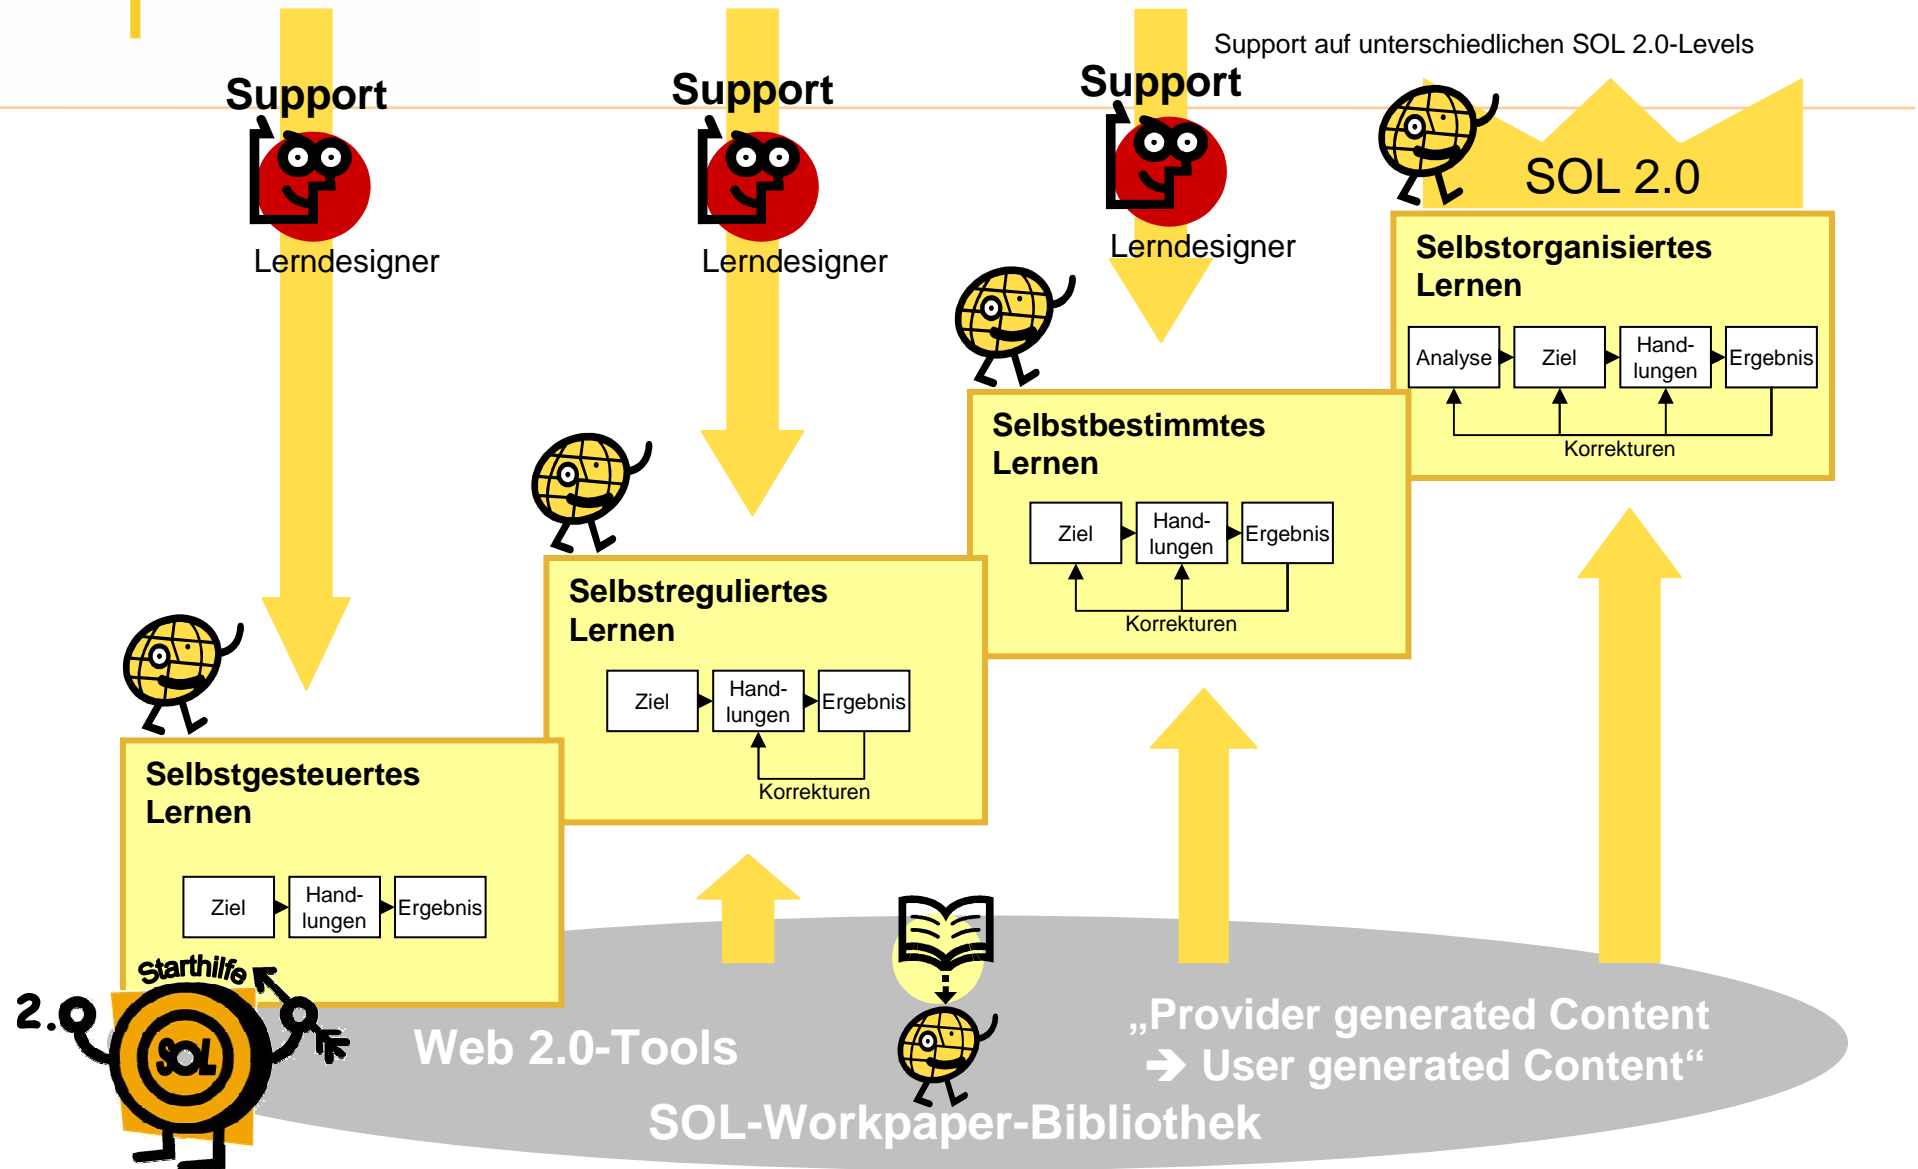 Support auf unterschiedlichen SOL 2.0-Levels
Support
Lerndesigner
Support
Lerndesigner
Support
Lerndesigner
SOL 2.0
Selbstorganisiertes
Lernen
Analyse
Ziel
Hand-
lungen
Ergebnis
Korrekturen
Selbstbestimmtes
Lernen
Ziel
Hand-
lungen
Ergebnis
Korrekturen
Selbstreguliertes
Lernen
Ziel
Hand-
lungen
Ergebnis
Korrekturen
Selbstgesteuertes
Lernen
Ziel
Hand-
lungen
Ergebnis
Starthilfe
2.0
SOL
Web 2.0-Tools
„Provider generated Content
➔ User generated Content“
SOL-Workpaper-Bibliothek